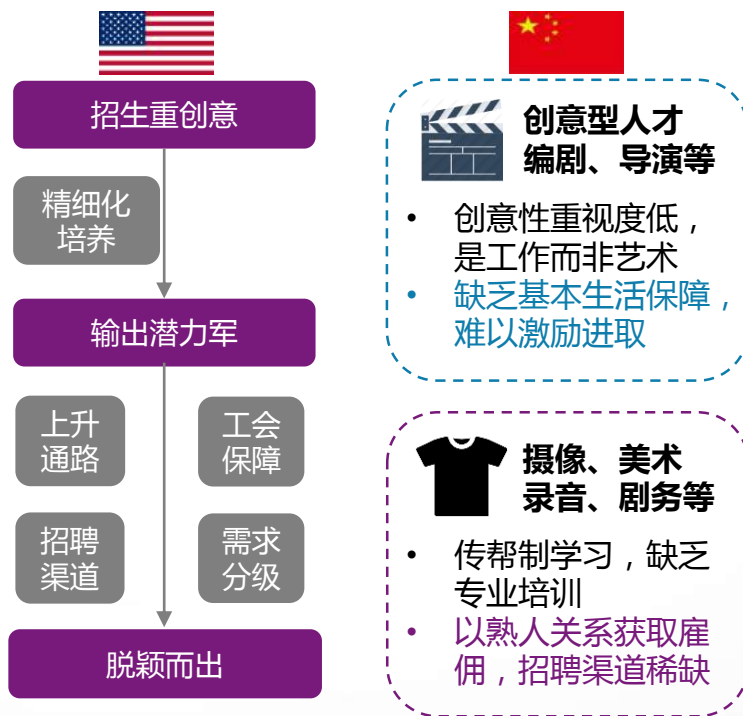 招生重创意
精细化
培养
输出潜力军
上升
通路
工会
保障
招聘
渠道
需求
分级
脱颖而出
创意型人才
编剧、导演等
• 创意性重视度低，
是工作而非艺术
• 缺乏基本生活保障，
难以激励进取
摄像、美术
录音、剧务等
• 传帮制学习，缺乏
专业培训
• 以熟人关系获取雇
佣，招聘渠道稀缺